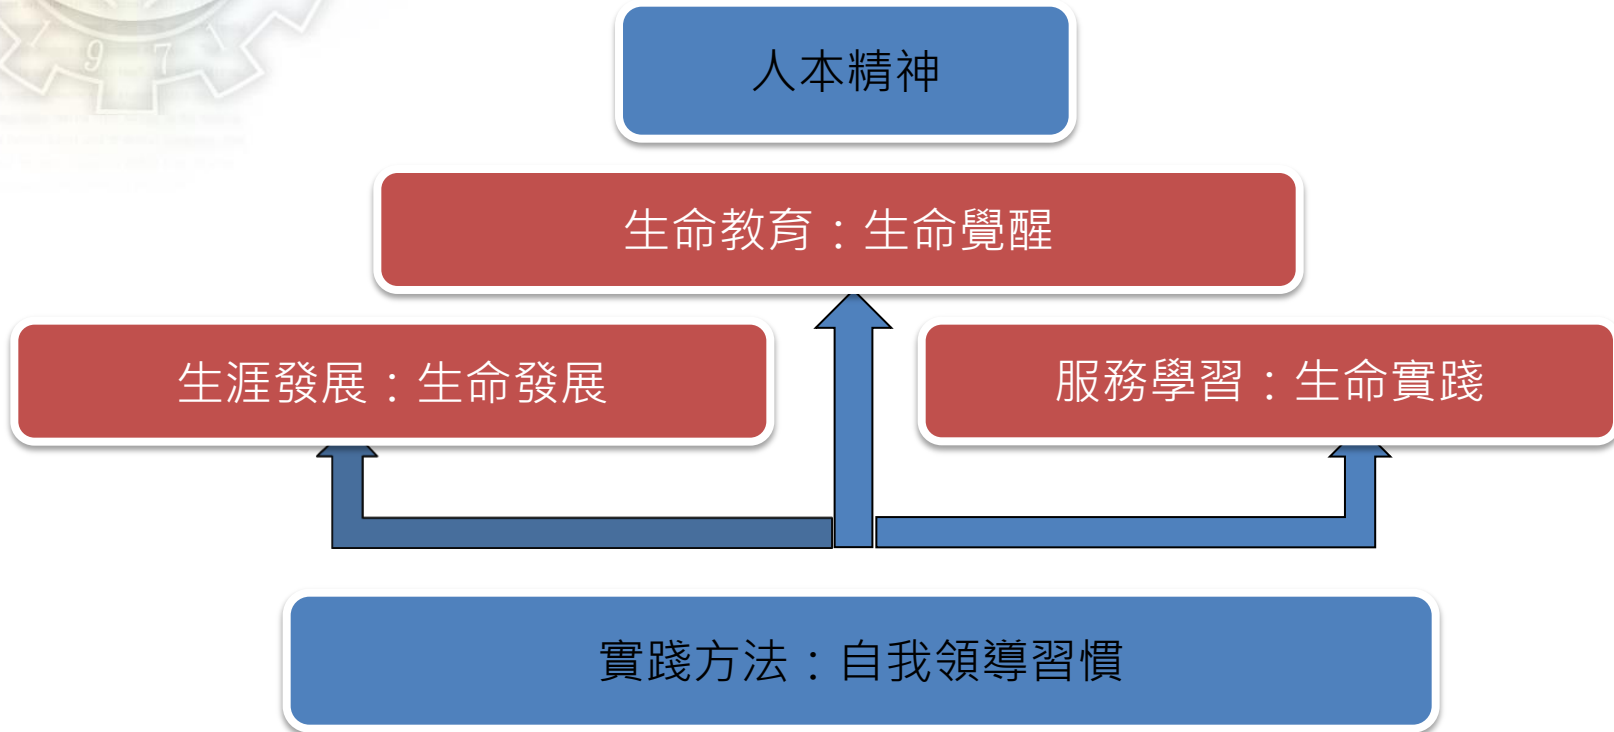 1971
人本精神
生命教育：生命覺醒
生涯發展：生命發展
服務學習：生命實踐
實踐方法：自我領導習慣